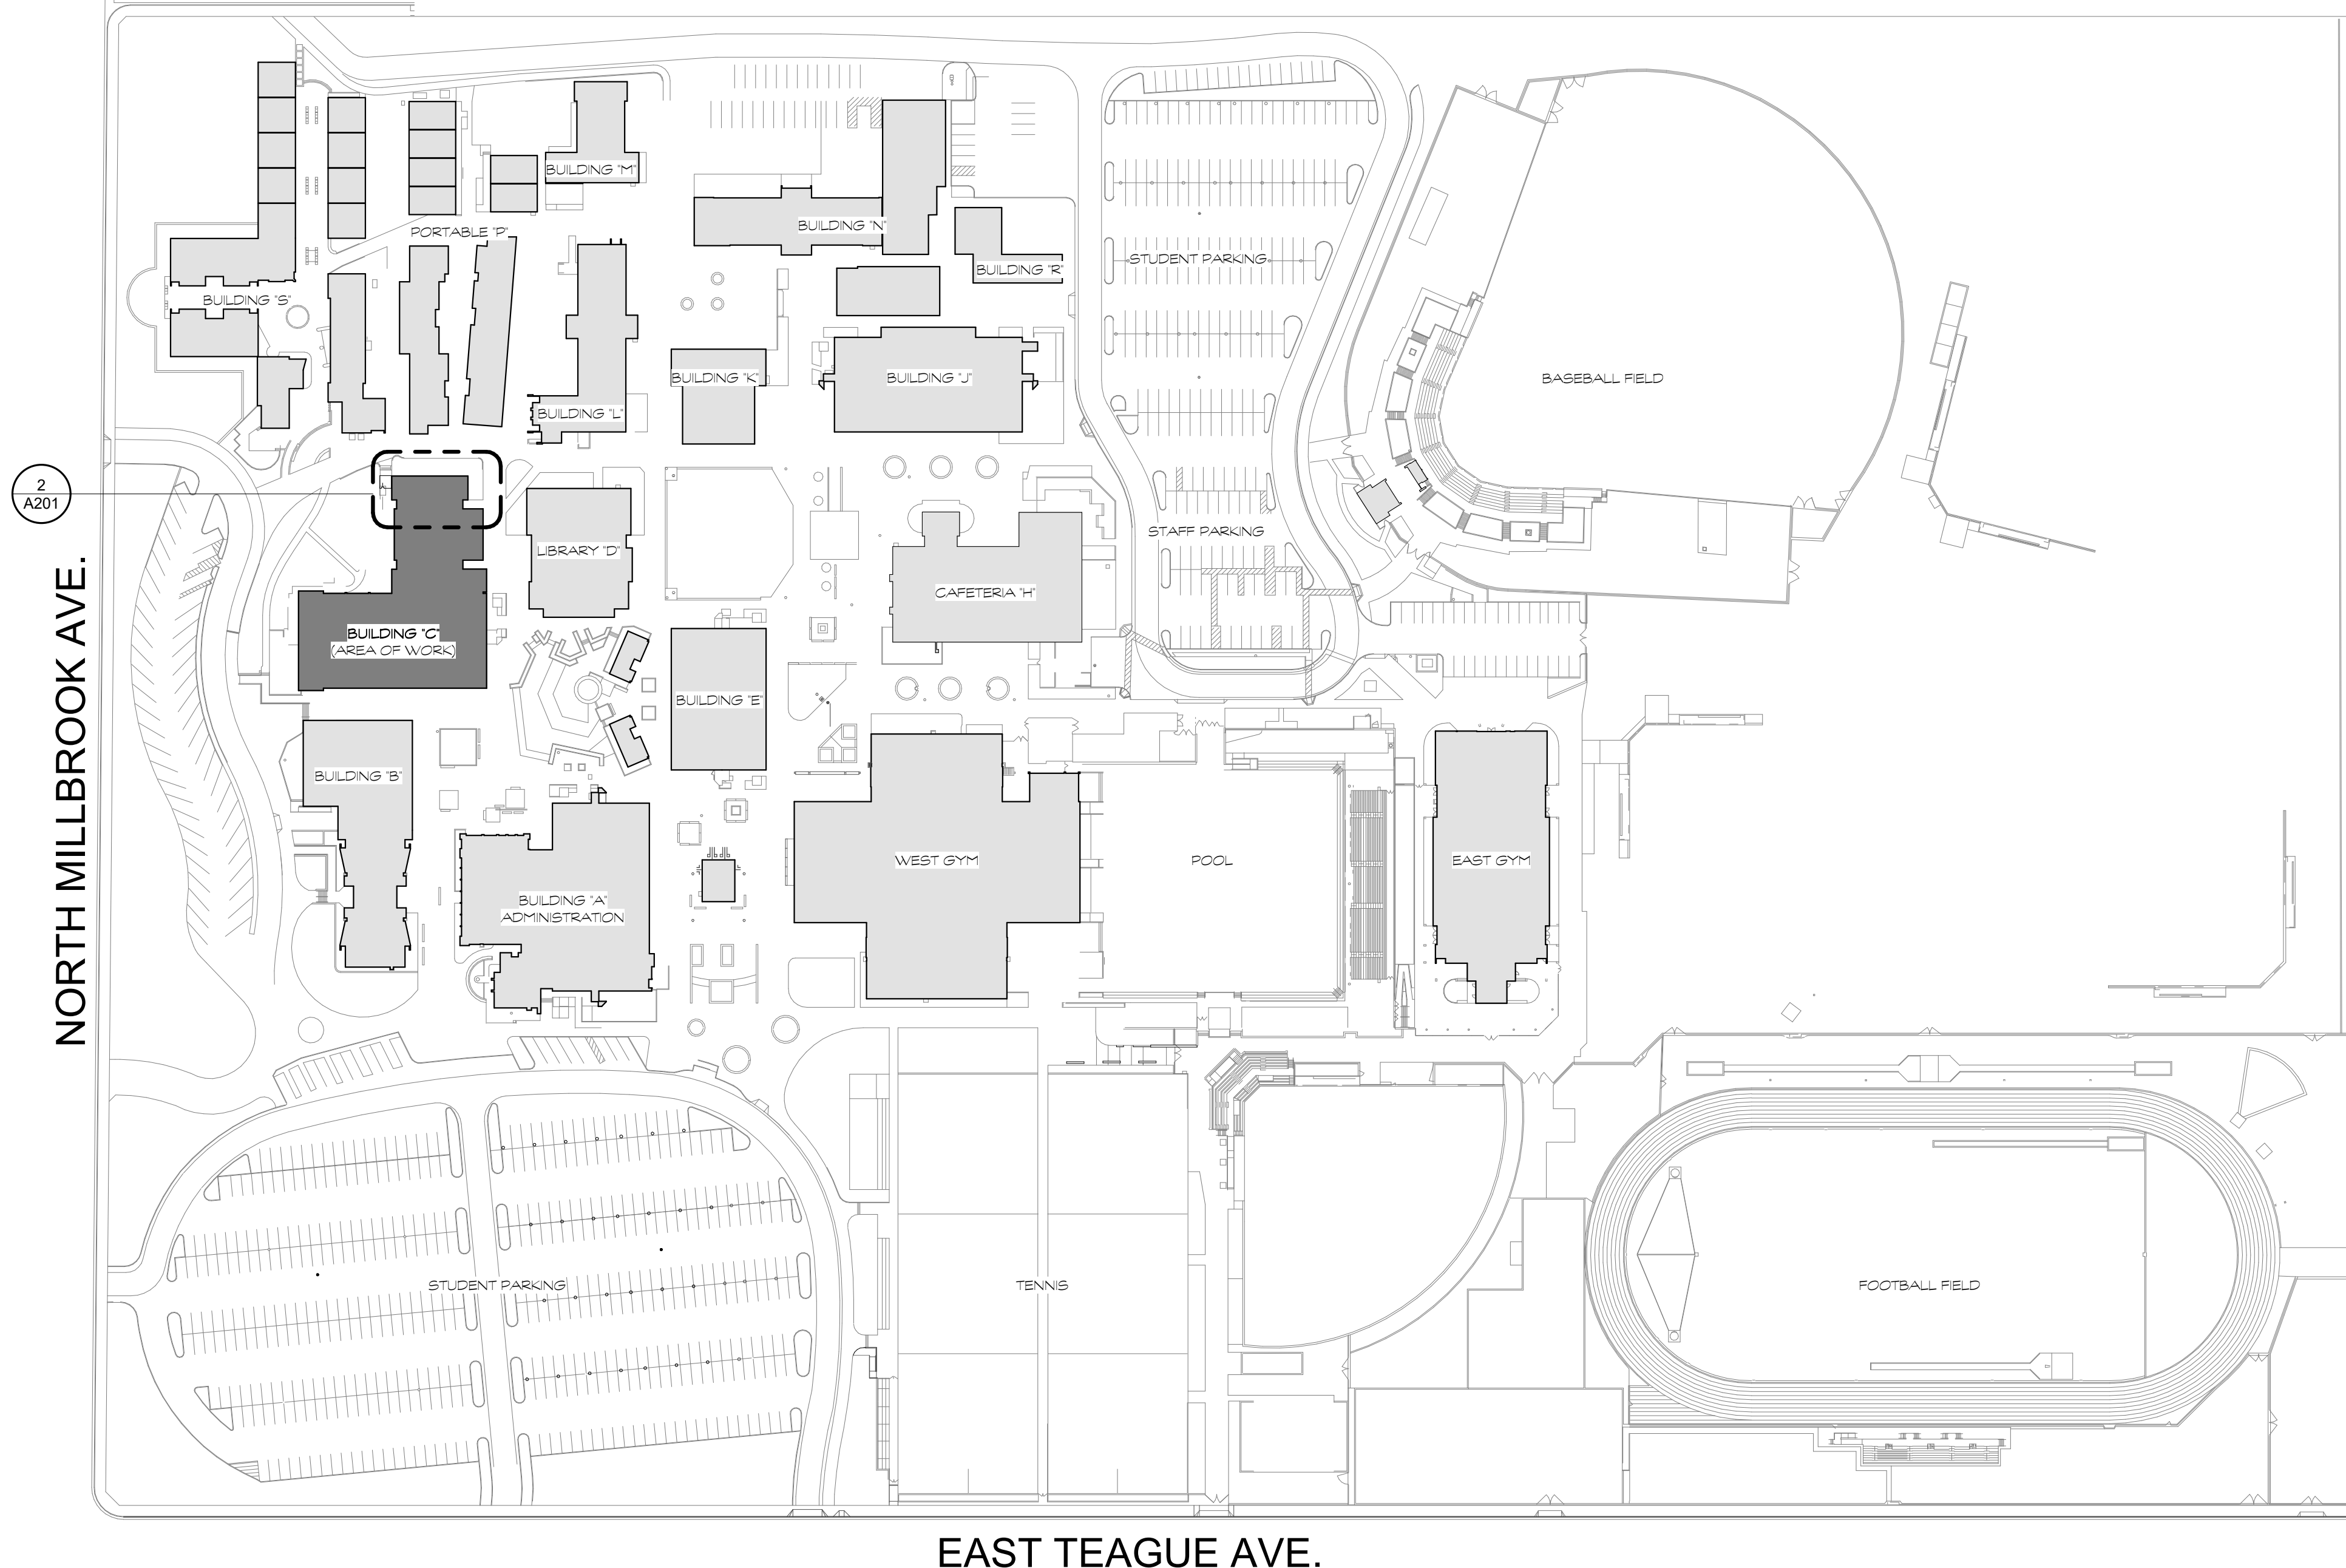 BUILDING "M"
BUILDING "N"
PORTABLE "P"
STUDENT PARKING
BUILDING "R"
BUILDING "S"
BUILDING "K"
BUILDING "J"
BASEBALL FIELD
BUILDING "L"
2
A201
STAFF PARKING
LIBRARY "D"
CAFETERIA "H"
BUILDING "C"
(AREA OF WORK)
BUILDING "E"
NORTH MILLBROOK AVE.
BUILDING "B"
WEST GYM
POOL
EAST GYM
BUILDING "A"
ADMINISTRATION
STUDENT PARKING
TENNIS
FOOTBALL FIELD
EAST TEAGUE AVE.